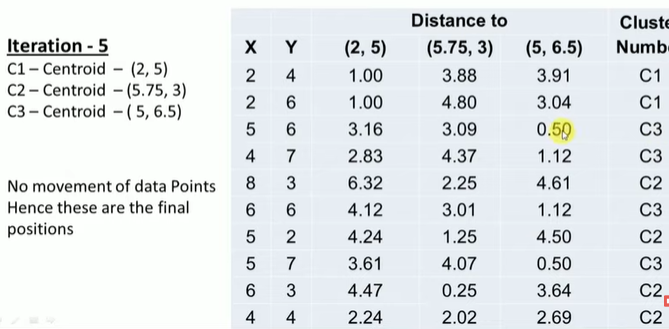 Iteration - 5
C1 – Centroid – (2, 5)
C2 – Centroid – (5.75, 3)
C3 – Centroid – ( 5, 6.5)
No movement of data Points
Hence these are the final
positions
Distance to Cluste
X Y (2, 5) (5.75, 3) (5, 6.5) Numb
2 4 1.00 3.88 3.91 C1
2 6 1.00 4.80 3.04 C1
5 6 3.16 3.09 0.50 C3
4 7 2.83 4.37 1.12 C3
8 3 6.32 2.25 4.61 C2
6 6 4.12 3.01 1.12 C3
5 2 4.24 1.25 4.50 C2
5 7 3.61 4.07 0.50 C3
6 3 4.47 0.25 3.64 C2
4 4 2.24 2.02 2.69 C2